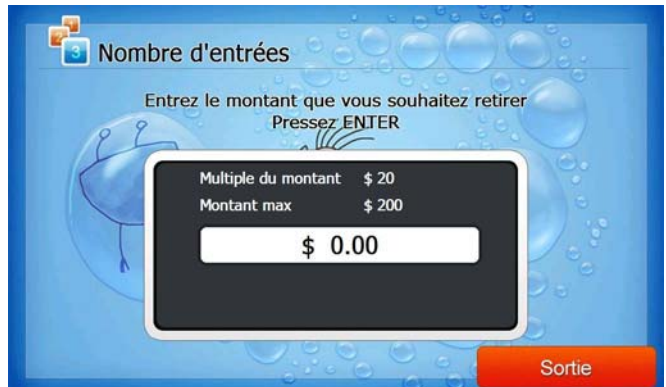 Nombre d'entrées
Entrez le montant que vous souhaitez retirer
Pressez ENTER
Multiple du montant $ 20
Montant max $ 200
$ 0.00
Sortie